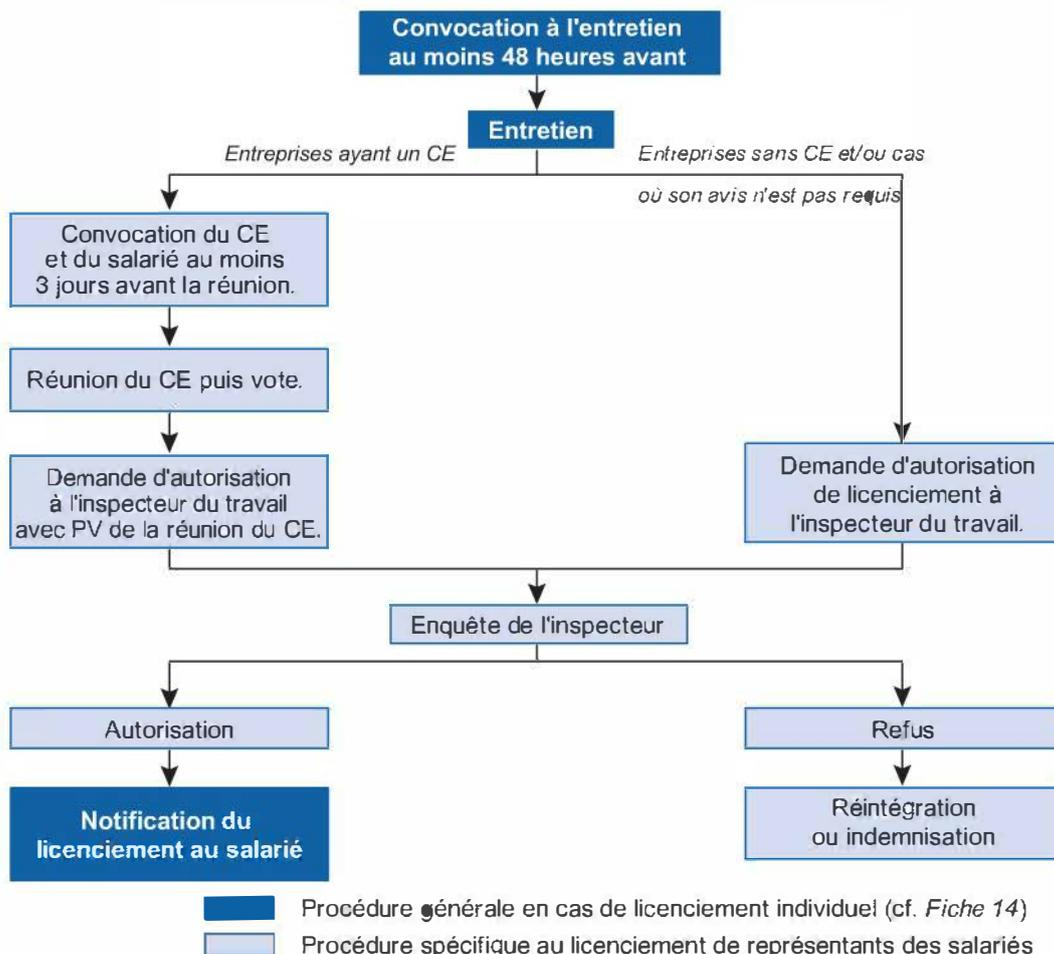 Convocation à l'entretien
au moins 48 heures avant
Entretien
Entreprises ayant un CE
Entreprises sans CE et/ou cas
où son avis n'est pas requis
Convocation du CE
et du salarié au moins
3 jours avant la réunion.
Réunion du CE puis vote.
Demande d'autorisation
à l'inspecteur du travail
avec PV de la réunion du CE.
Demande d'autorisation
de licenciement à
l'inspecteur du travail.
Enquête de l'inspecteur
Autorisation
Refus
Notification du
licenciement au salarié
Réintégration
ou indemnisation
Procédure générale en cas de licenciement individuel (cf. Fiche 14)
Procédure spécifique au licenciement de représentants des salariés